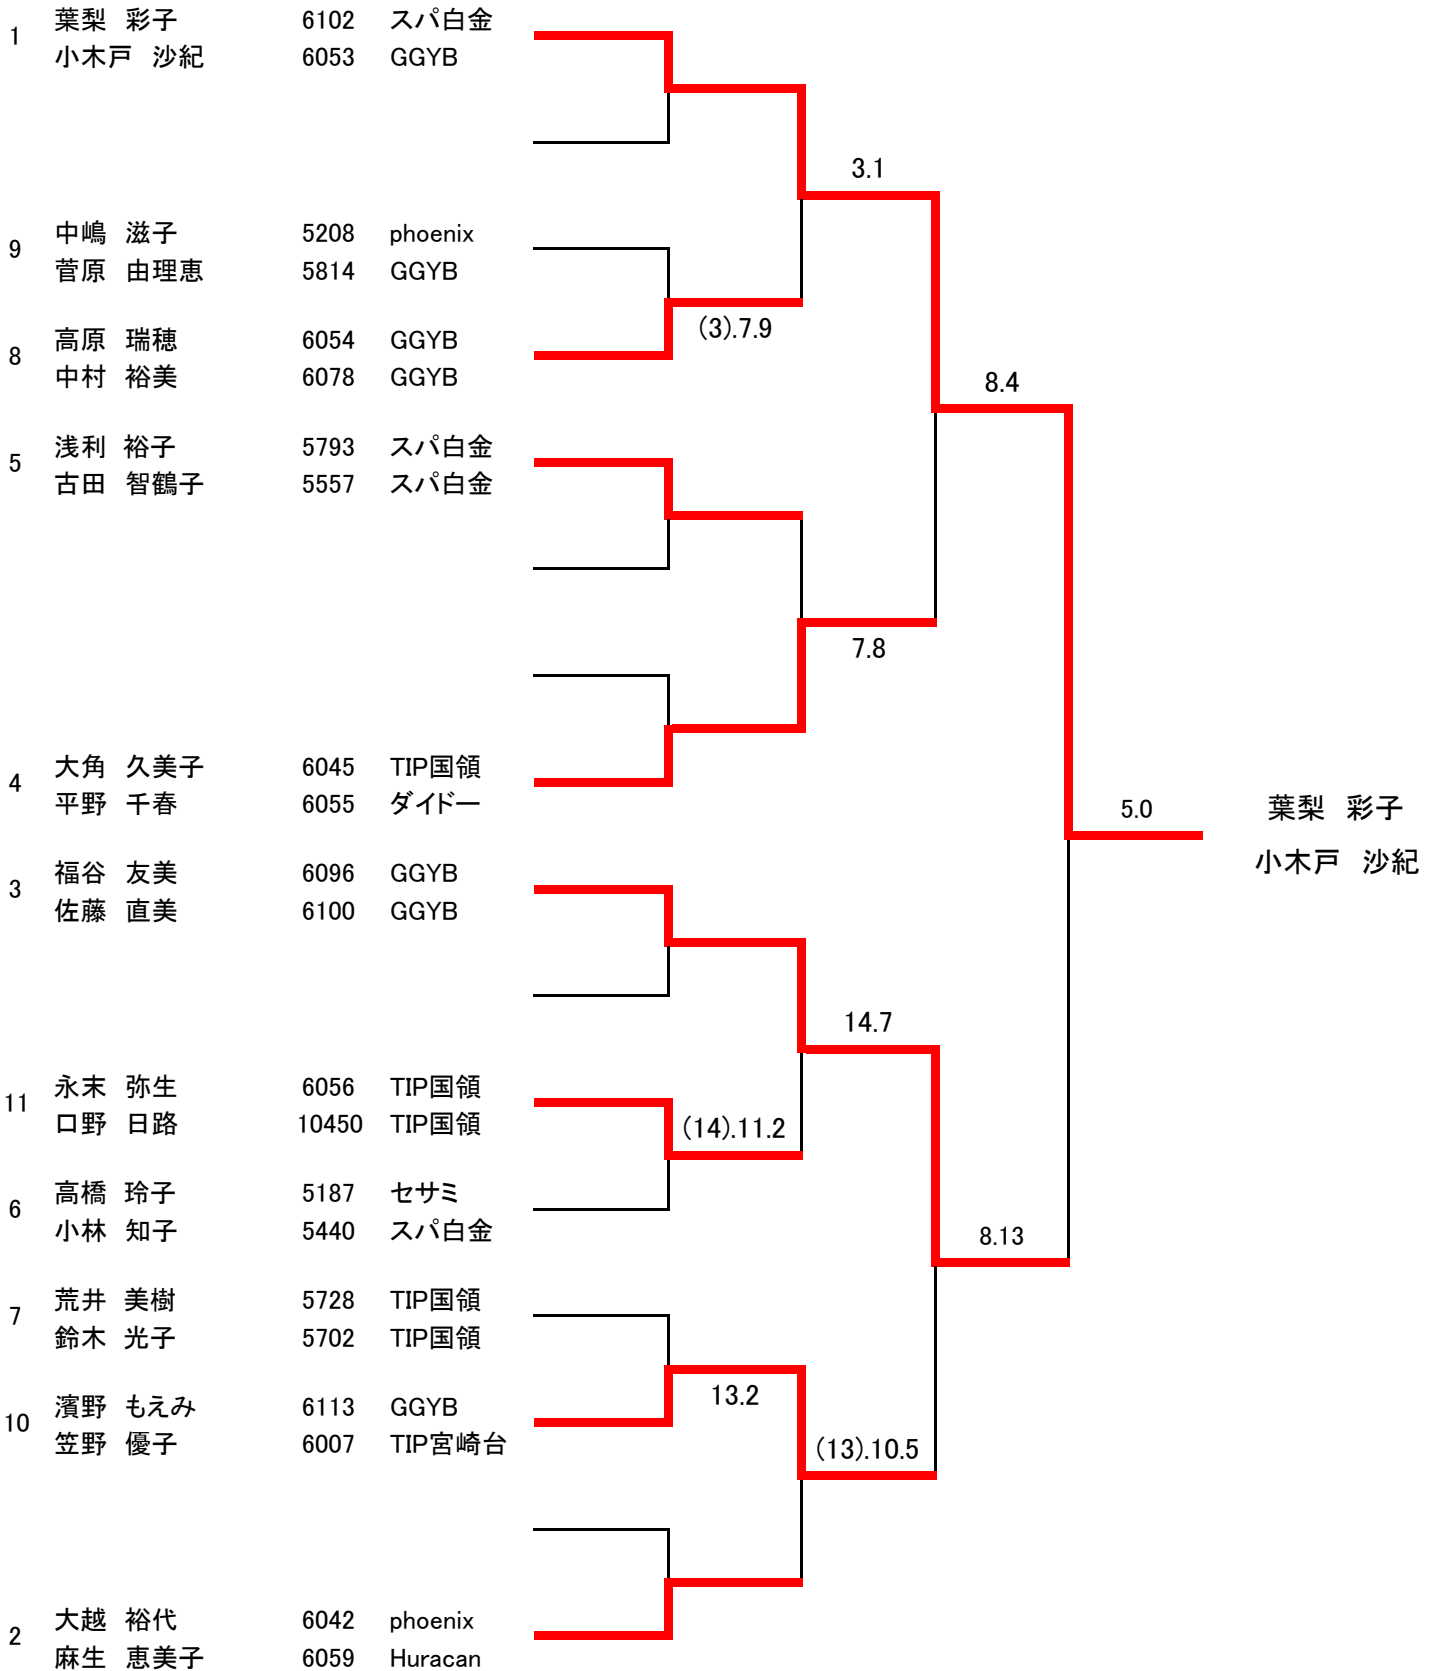 1 葉梨 彩子 6102 スパ白金
小木戸 沙紀 6053 GGYB
3.1
9 中嶋 滋子 5208 phoenix
菅原 由理恵 5814 GGYB
(3).7.9
8 高原 瑞穂 6054 GGYB
中村 裕美 6078 GGYB
8.4
5 浅利 裕子 5793 スパ白金
古田 智鶴子 5557 スパ白金
7.8
4 大角 久美子 6045 TIP国領
平野 千春 6055 ダイドー
5.0
葉梨 彩子
小木戸 沙紀
3 福谷 友美 6096 GGYB
佐藤 直美 6100 GGYB
14.7
11 永末 弥生 6056 TIP国領
口野 日路 10450 TIP国領
(14).11.2
6 高橋 玲子 5187 セサミ
小林 知子 5440 スパ白金
8.13
7 荒井 美樹 5728 TIP国領
鈴木 光子 5702 TIP国領
13.2
10 濱野 もえみ 6113 GGYB
笠野 優子 6007 TIP宮崎台
(13).10.5
2 大越 裕代 6042 phoenix
麻生 恵美子 6059 Huracan